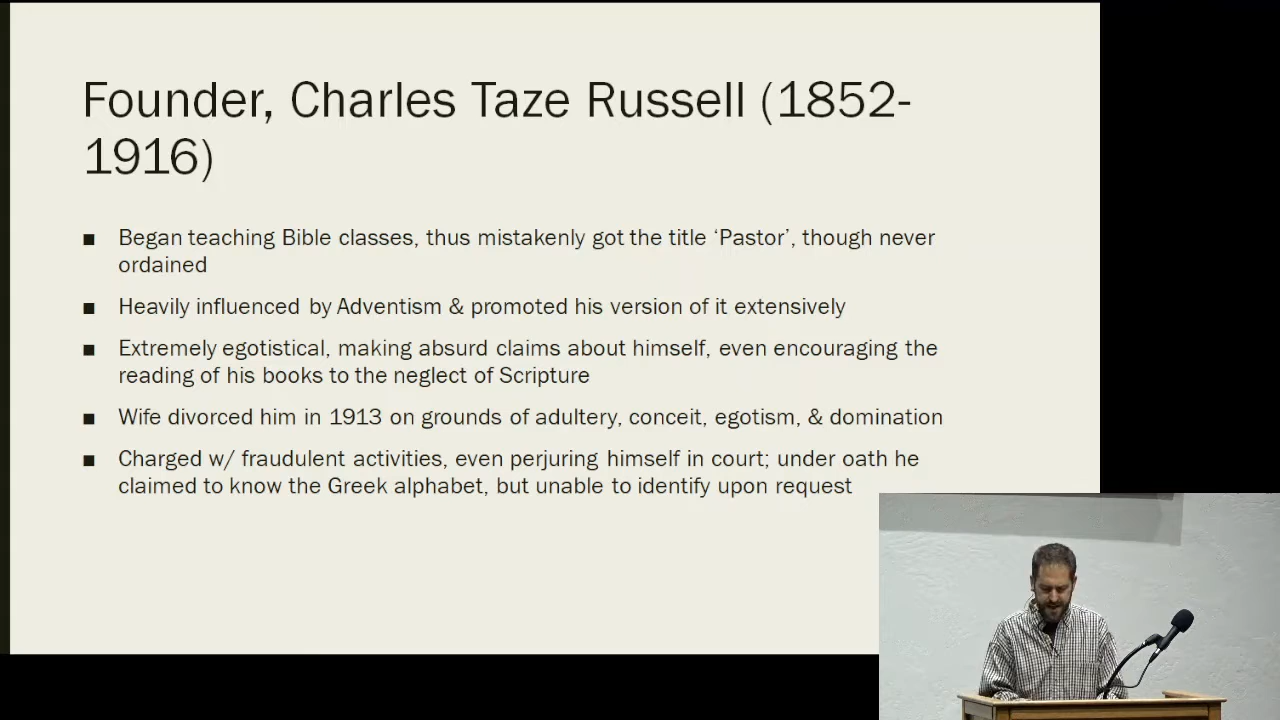 Founder, Charles Taze Russell (1852-
1916)
■ Began teaching Bible classes, thus mistakenly got the title ‘Pastor’, though never
ordained
■ Heavily influenced by Adventism & promoted his version of it extensively
■ Extremely egotistical, making absurd claims about himself, even encouraging the
reading of his books to the neglect of Scripture
■ Wife divorced him in 1913 on grounds of adultery, conceit, egotism, & domination
■ Charged w/ fraudulent activities, even perjuring himself in court; under oath he
claimed to know the Greek alphabet, but unable to identify upon request